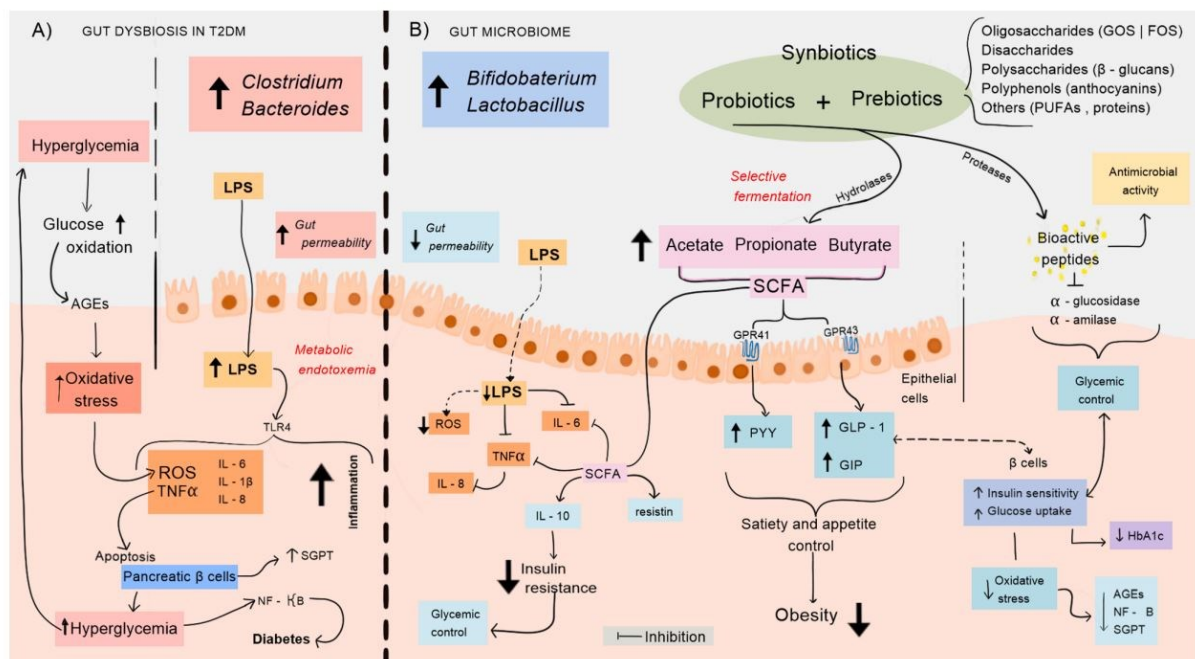 A) GUT DYSBIOSIS IN T2DM
↑ Clostridium
Bacteroides
Hyperglycemia
Glucose ↑
oxidation
AGEs
↑ Oxidative
stress
LPS
↑ Gut
permeability
↑ LPS
Metabolic
endotoxemia
TLR4
ROS
TNFα
IL - 6
IL - 1β
IL - 8
↑ inflammation
Apoptosis
Pancreatic β cells
↑ SGPT
↑ Hyperglycemia
NF - κB
Diabetes
B) GUT MICROBIOME
↑ Bifidobaterium
Lactobacillus
Synbiotics
Probiotics + Prebiotics
Oligosaccharides (GOS | FOS)
Disaccharides
Polysaccharides (β - glucans)
Polyphenols (anthocyanins)
Others (PUFAs , proteins)
Selective
fermentation
Hydrolases
Proteases
Antimicrobial
activity
↓ Gut
permeability
LPS
↑ Acetate Propionate Butyrate
SCFA
Bioactive
peptides
α - glucosidase
α - amilase
GPR41
GPR43
Epithelial
cells
Glycemic
control
↓LPS
↓ ROS
IL - 6
TNFα
IL - 8
SCFA
IL - 10
resistin
↑ PYY
↑ GLP - 1
↑ GIP
β cells
↑ Insulin sensitivity
↑ Glucose uptake
↓ HbA1c
Satiety and appetite
control
↓ Insulin
resistance
Glycemic
control
Obesity ↓
↓ Oxidative
stress
↓ AGEs
NF - B
SGPT
Inhibition